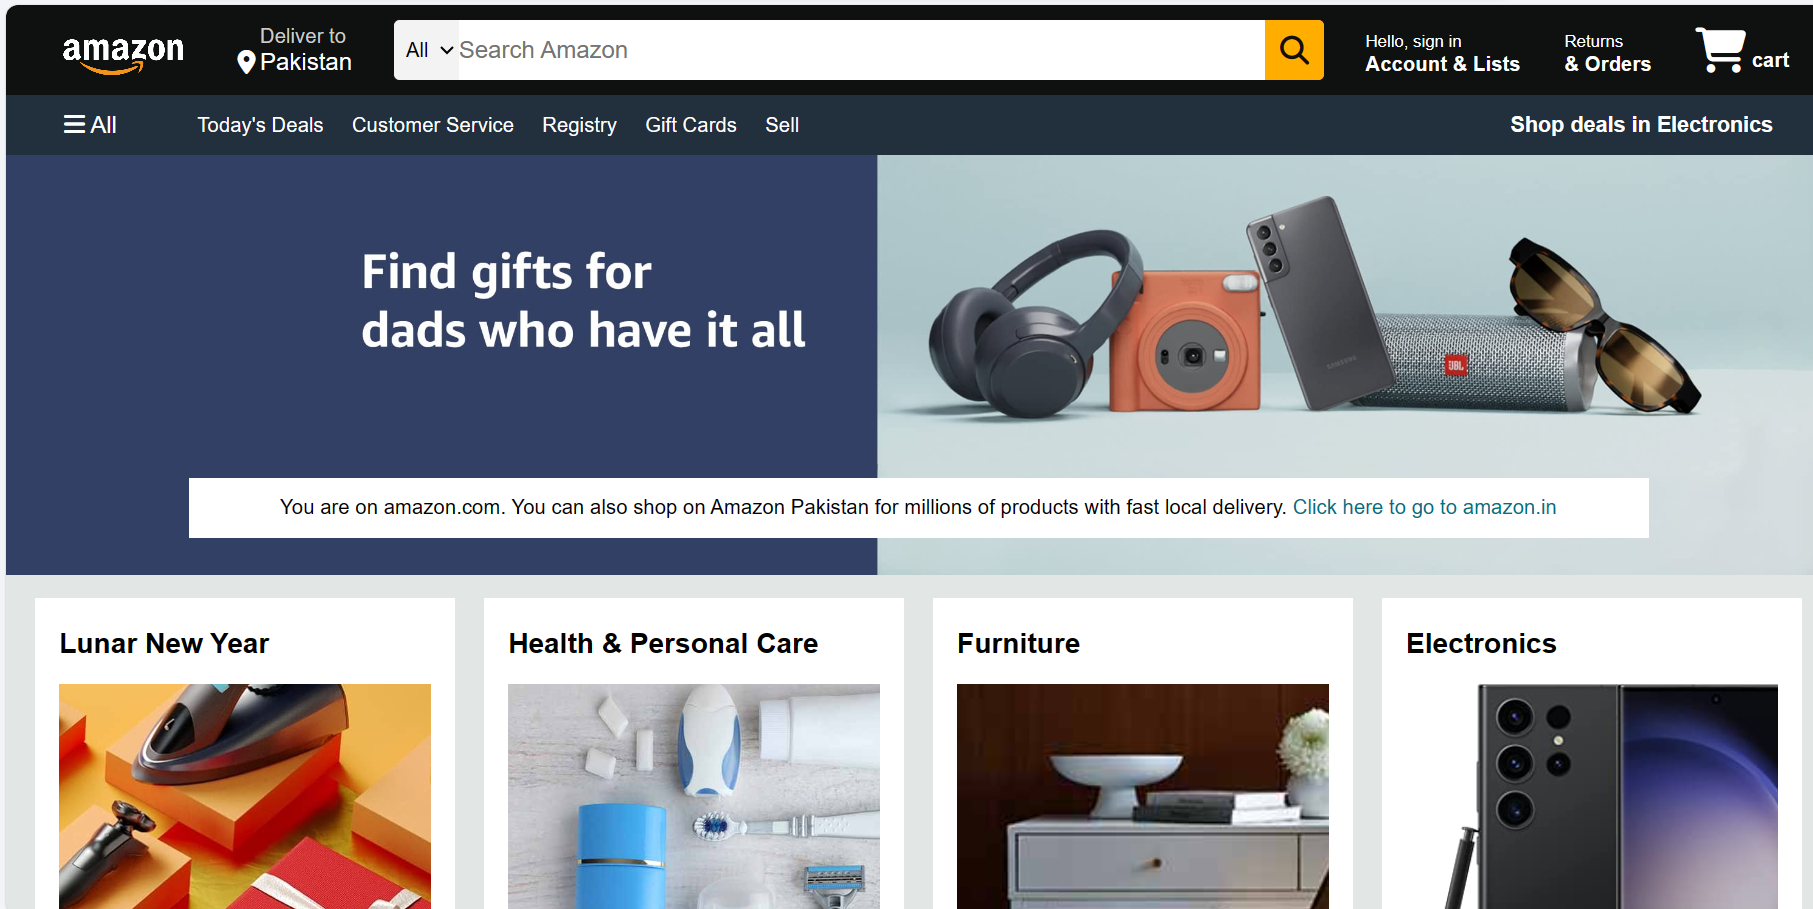 amazon
Deliver to
Pakistan
All
Search Amazon
Hello, sign in
Account & Lists
Returns
& Orders
cart
All
Today's Deals
Customer Service
Registry
Gift Cards
Sell
Shop deals in Electronics
Find gifts for
dads who have it all
SAMSUNG
JBL
You are on amazon.com. You can also shop on Amazon Pakistan for millions of products with fast local delivery. Click here to go to amazon.in
Lunar New Year
Health & Personal Care
Furniture
Electronics